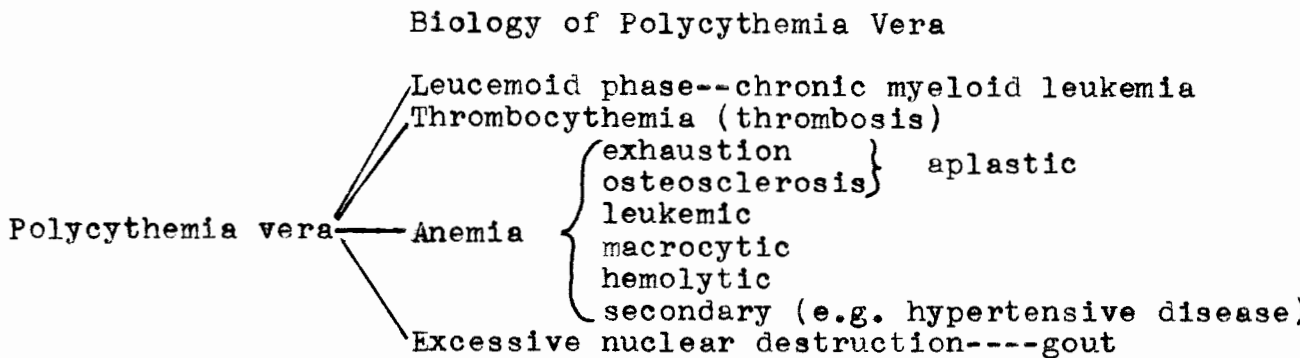 Biology of Polycythemia Vera
Leucemoid phase--chronic myeloid leukemia
Thrombocythemia (thrombosis)
exhaustion
osteosclerosis
aplastic
leukemic
Polycythemia vera
Anemia
macrocytic
hemolytic
secondary (e.g. hypertensive disease)
Excessive nuclear destruction----gout